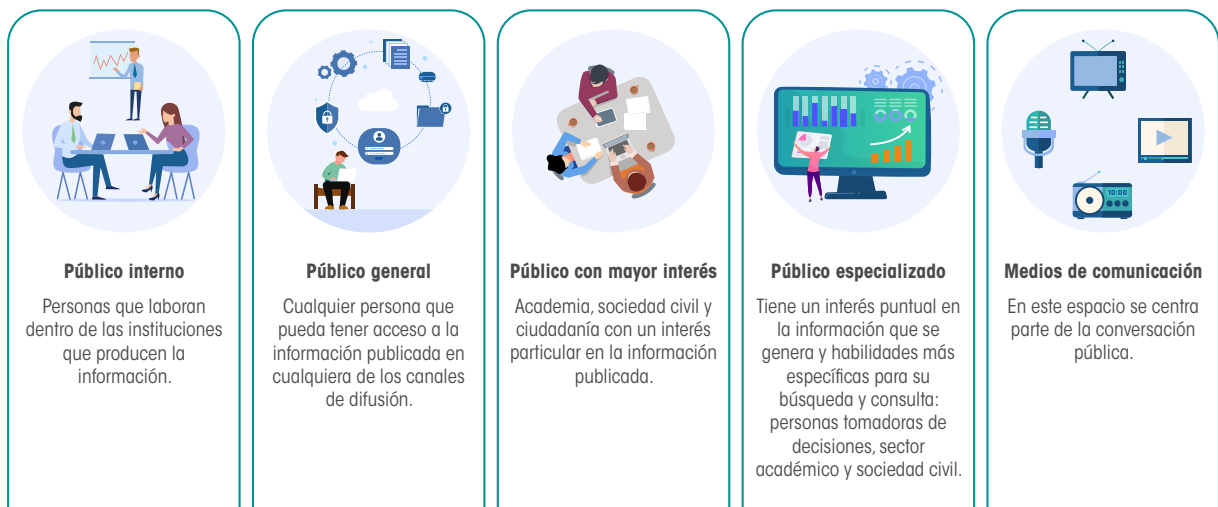 10:00
Público interno
Personas que laboran
dentro de las instituciones
que producen la
información.
Público general
Cualquier persona que
pueda tener acceso a la
información publicada en
cualquiera de los canales
de difusión.
Público con mayor interés
Academia, sociedad civil y
ciudadanía con un interés
particular en la información
publicada.
Público especializado
Tiene un interés puntual en
la información que se
genera y habilidades más
específicas para su
búsqueda y consulta:
personas tomadoras de
decisiones, sector
académico y sociedad civil.
Medios de comunicación
En este espacio se centra
parte de la conversación
pública.